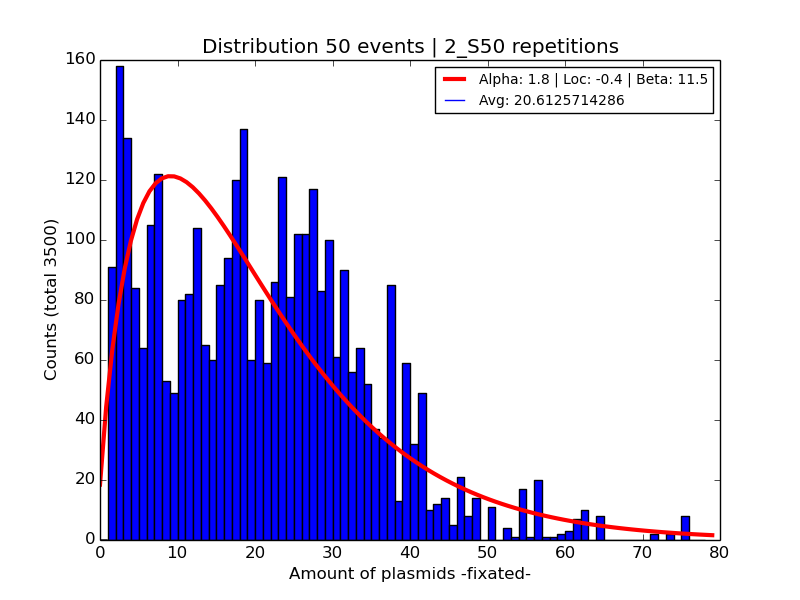 Distribution 50 events | 2_S50 repetitions
Alpha: 1.8 | Loc: -0.4 | Beta: 11.5
Avg: 20.6125714286
160
140
120
100
80
60
40
20
0
Counts (total 3500)
0 10 20 30 40 50 60 70 80
Amount of plasmids -fixated-